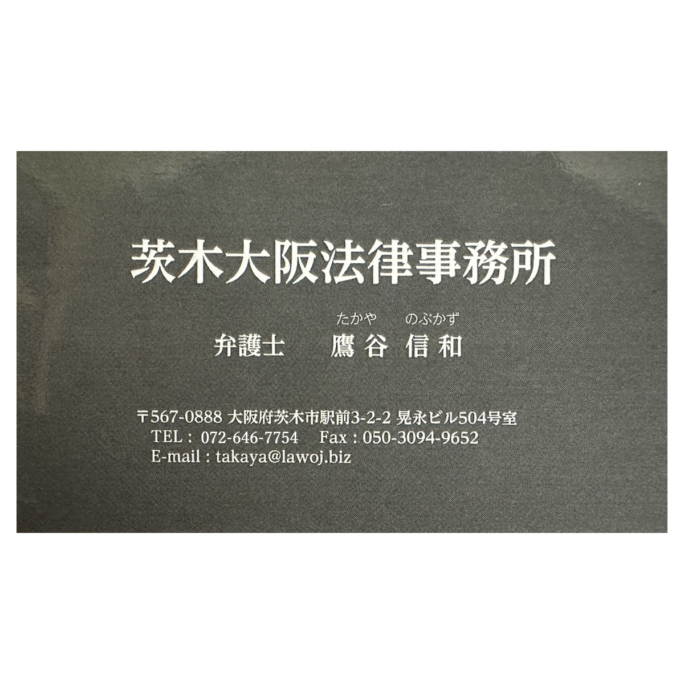 茨木大阪法律事務所
たかや のぶかず
弁護士 鷹谷 信和
〒567-0888 大阪府茨木市駅前3-2-2 晃永ビル504号室
TEL : 072-646-7754 Fax : 050-3094-9652
E-mail : takaya@lawoj.biz